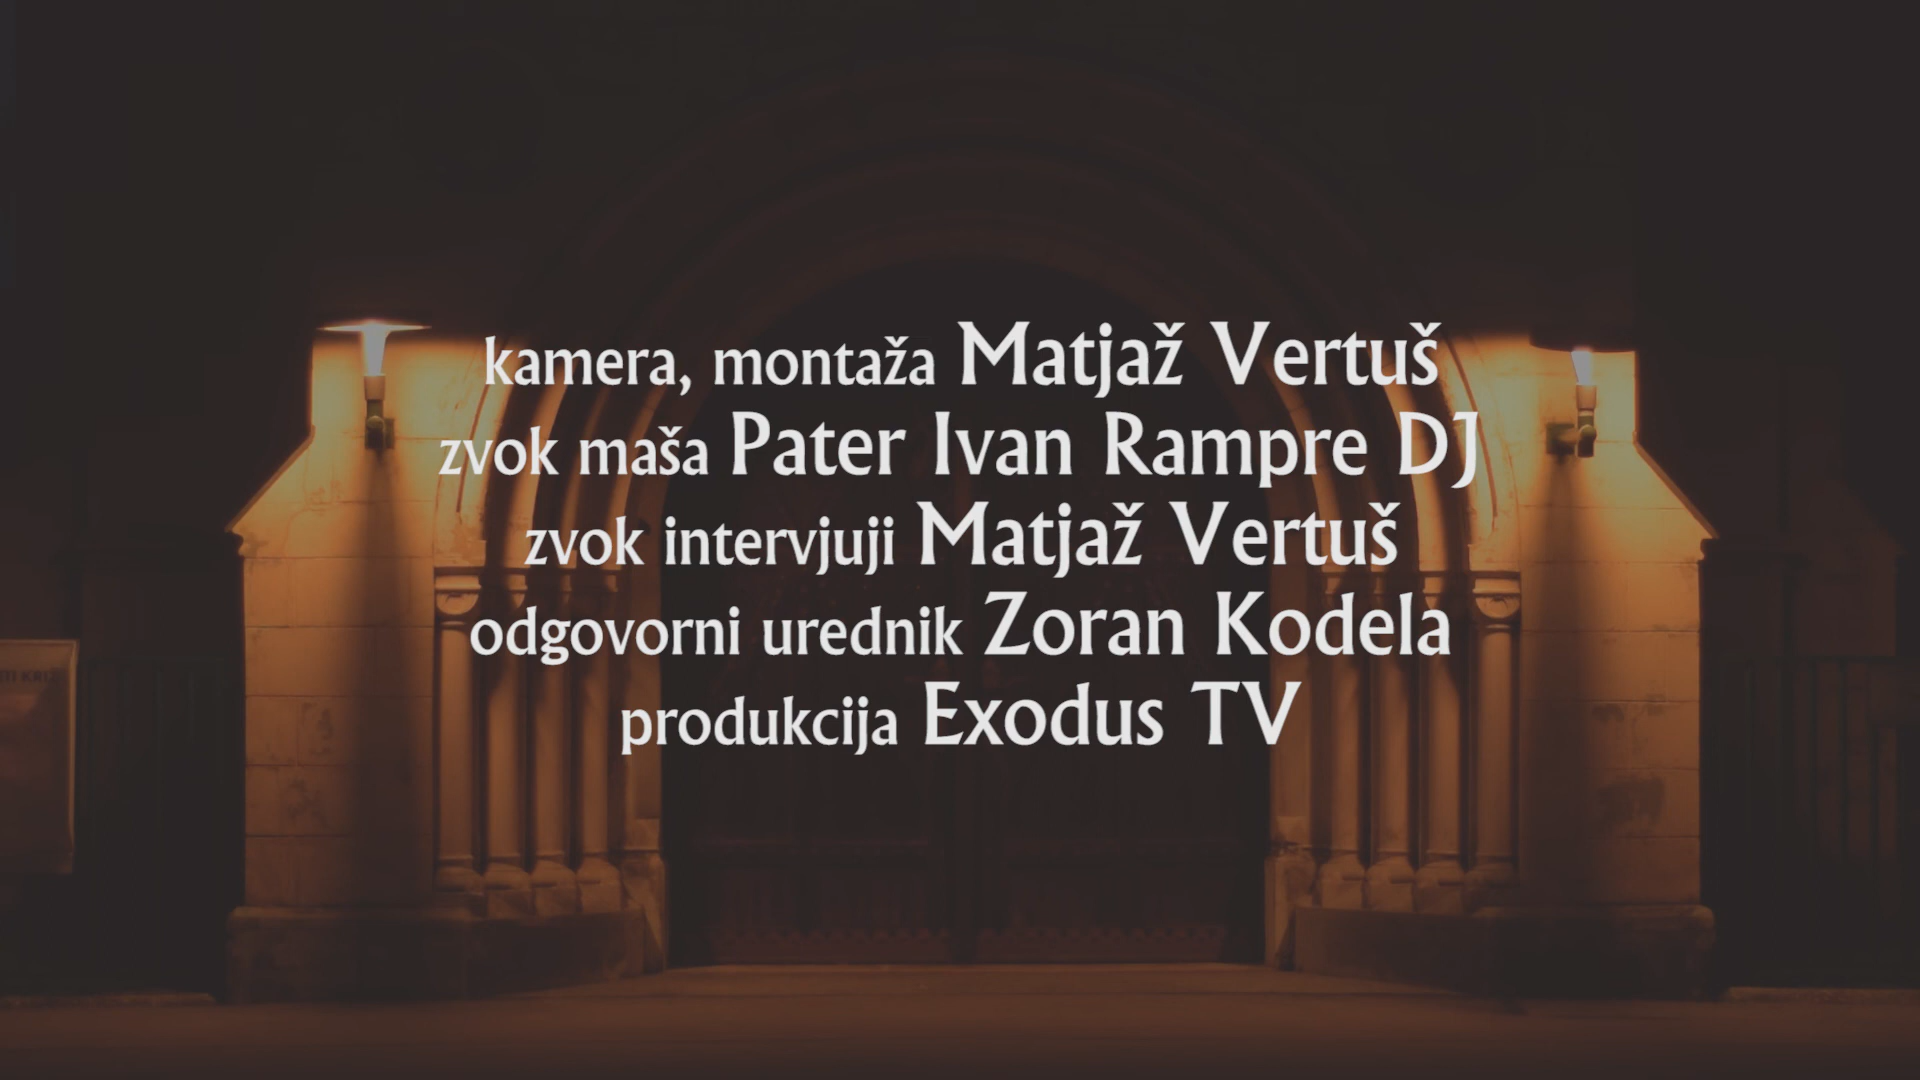 kamera, montaža Matjaž Vertuš
zvok maša Pater Ivan Rampre DJ
zvok intervjuji Matjaž Vertuš
odgovorni urednik Zoran Kodela
produkcija Exodus TV